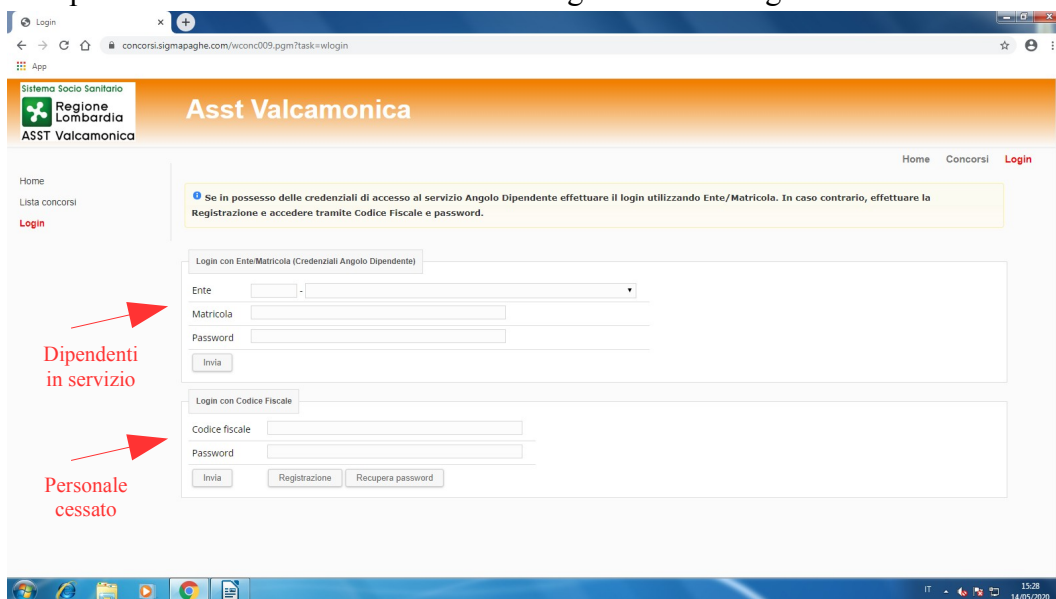 Login
concorsi.sigmapaghe.com/wconc009.pgm?task=wlogin
App
Sistema Socio Sanitario
Regione
Lombardia
ASST Valcamonica
Asst Valcamonica
Home Concorsi Login
Home
Lista concorsi
Login
Se in possesso delle credenziali di accesso al servizio Angolo Dipendente effettuare il login utilizzando Ente/Matricola. In caso contrario, effettuare la
Registrazione e accedere tramite Codice Fiscale e password.
Login con Ente/Matricola (Credenziali Angolo Dipendente)
Ente -
Matricola
Password
Invia
Dipendenti
in servizio
Login con Codice Fiscale
Codice fiscale
Password
Invia Registrazione Recupera password
Personale
cessato
IT 15:28
14/05/2020